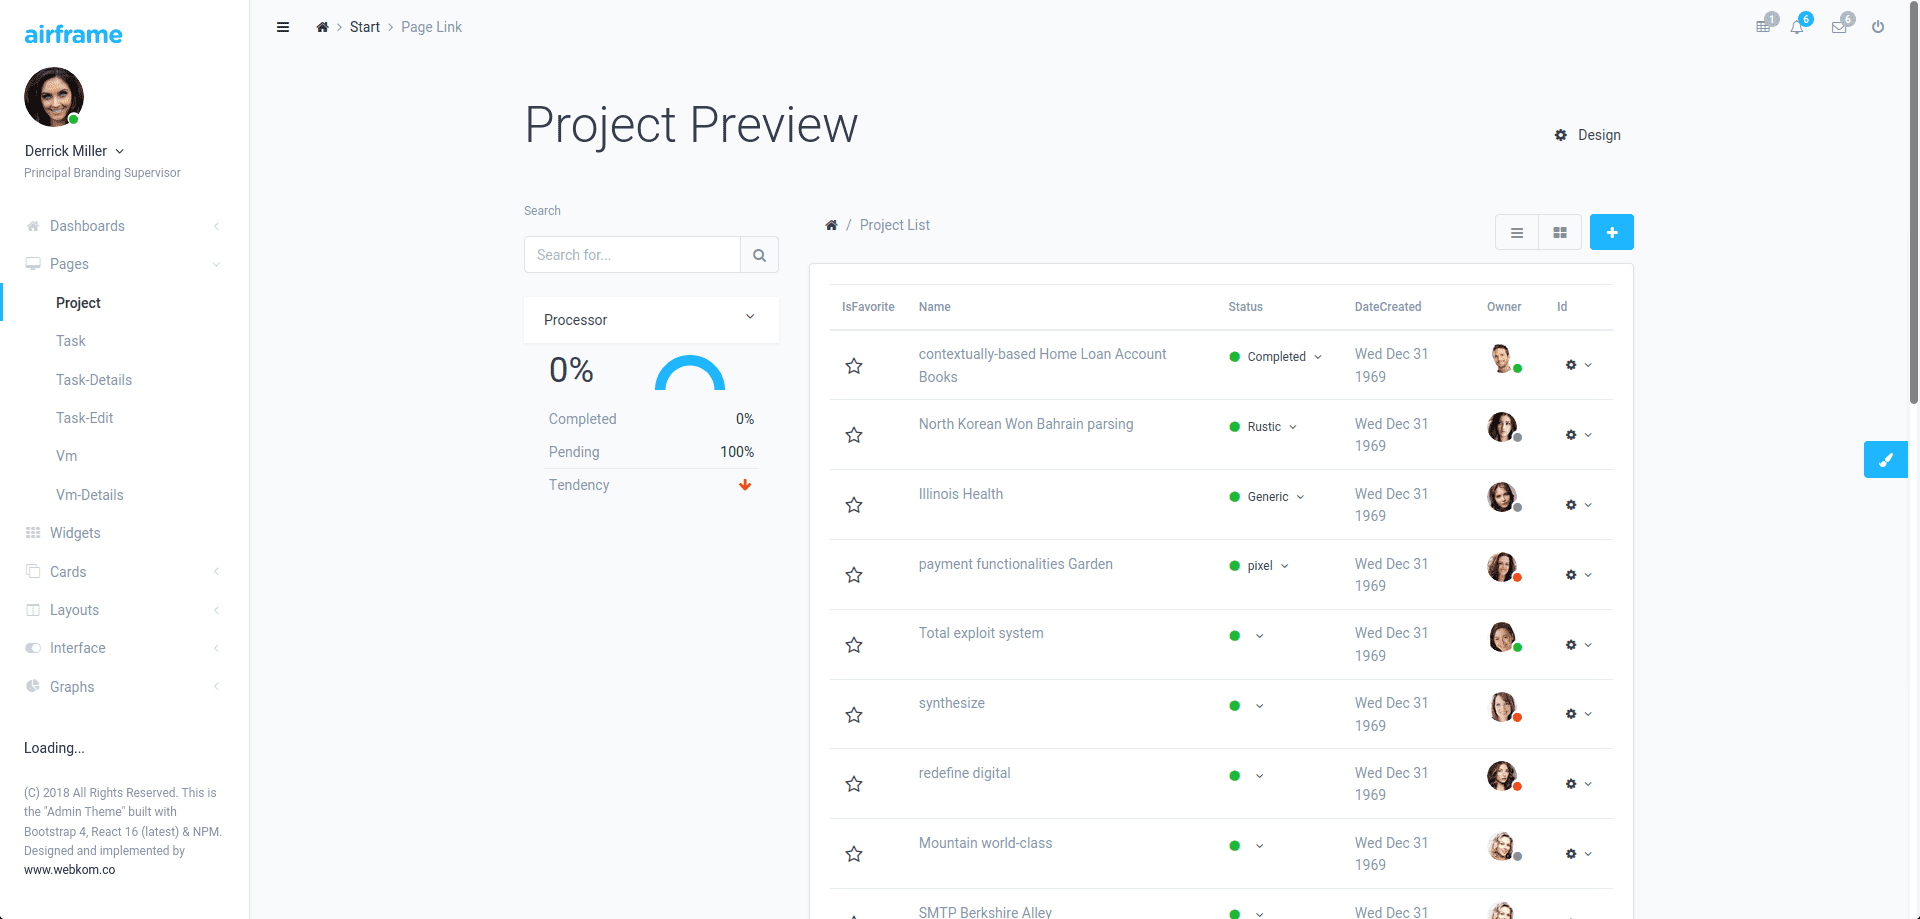 airframe
Derrick Miller
Principal Branding Supervisor
Dashboards
Pages
Project
Task
Task-Details
Task-Edit
Vm
Vm-Details
Widgets
Cards
Layouts
Interface
Graphs
Loading...
(C) 2018 All Rights Reserved. This is
the "Admin Theme" built with
Bootstrap 4, React 16 (latest) & NPM.
Designed and implemented by
www.webkom.co
Start Page Link
1 6 6
Project Preview
Design
Search
Search for...
Processor
0%
Completed 0%
Pending 100%
Tendency
/ Project List
IsFavorite Name Status DateCreated Owner Id
contextually-based Home Loan Account Completed Wed Dec 31
Books 1969
North Korean Won Bahrain parsing Rustic Wed Dec 31
1969
Illinois Health Generic Wed Dec 31
1969
payment functionalities Garden pixel Wed Dec 31
1969
Total exploit system Wed Dec 31
1969
synthesize Wed Dec 31
1969
redefine digital Wed Dec 31
1969
Mountain world-class Wed Dec 31
1969
SMTP Berkshire Alley Wed Dec 31